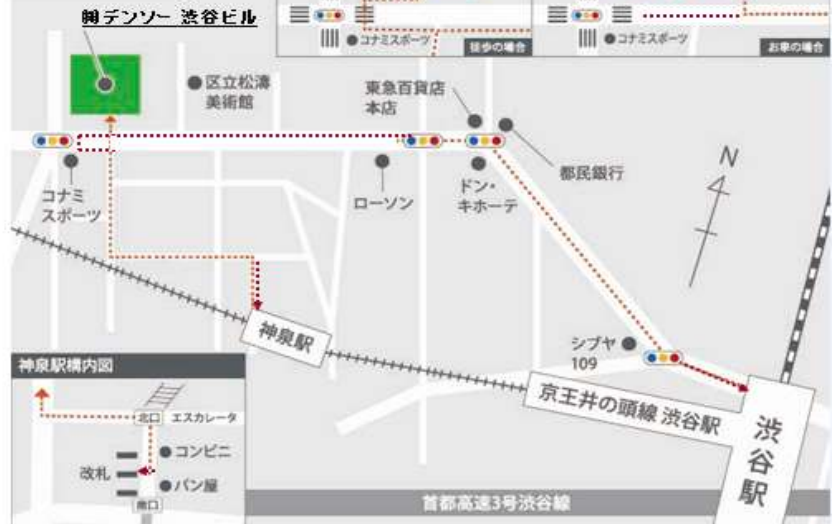 ㈱デンソー 渋谷ビル
コナミスポーツ
徒歩の場合
コナミスポーツ
お車の場合
区立松濤
美術館
東急百貨店
本店
都民銀行
N
コナミ
スポーツ
ローソン
ドン・
キホーテ
神泉駅
シブヤ
109
京王井の頭線 渋谷駅
渋谷駅
神泉駅構内図
北口
エスカレータ
コンビニ
改札
パン屋
南口
首都高速3号渋谷線